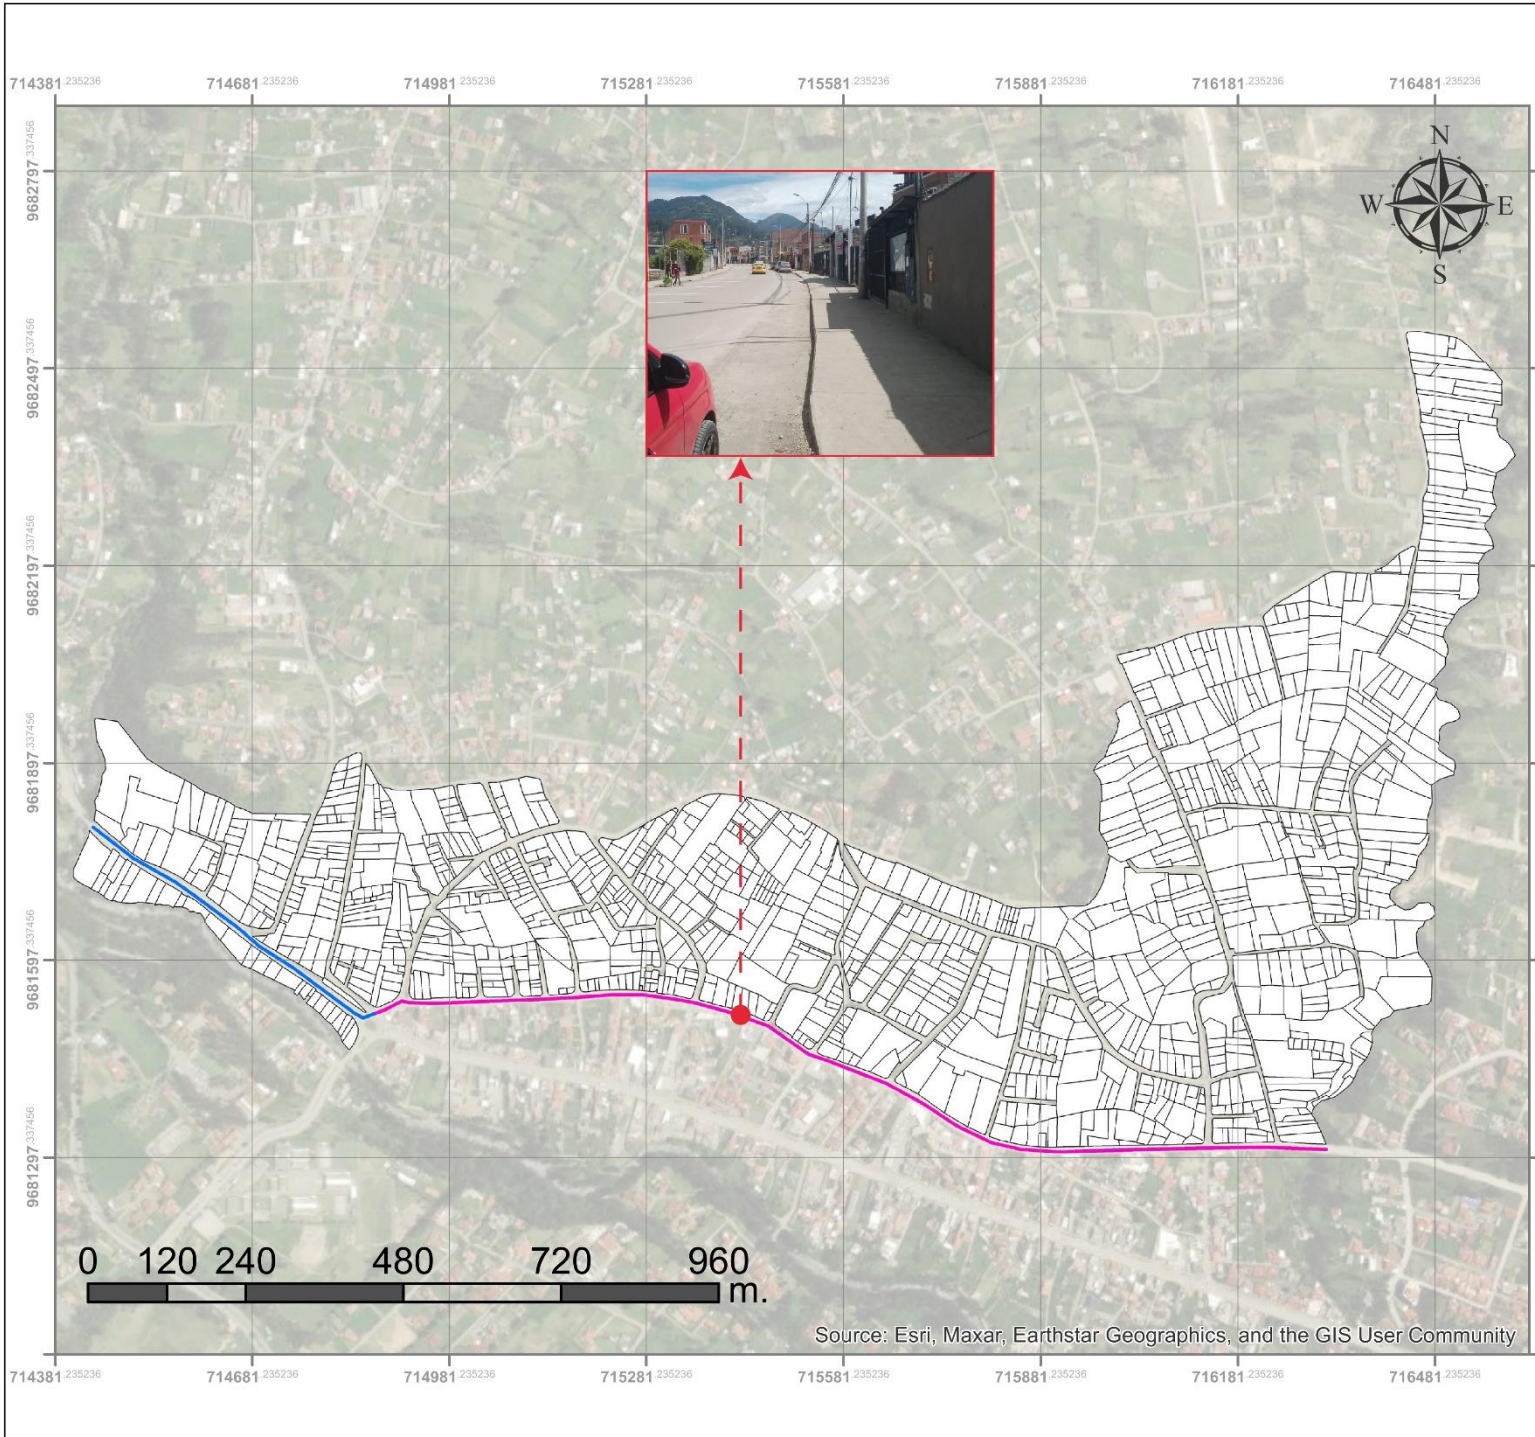 714381.235236 714681.235236 714981.235236 715281.235236 715581.235236 715881.235236 716181.235236 716481.235236
N
W E
S
9682797.337456
9682497.337456
9682197.337456
9681897.337456
9681597.337456
9681297.337456
0 120 240 480 720 960
m.
Source: Esri, Maxar, Earthstar Geographics, and the GIS User Community
714381.235236 714681.235236 714981.235236 715281.235236 715581.235236 715881.235236 716181.235236 716481.235236